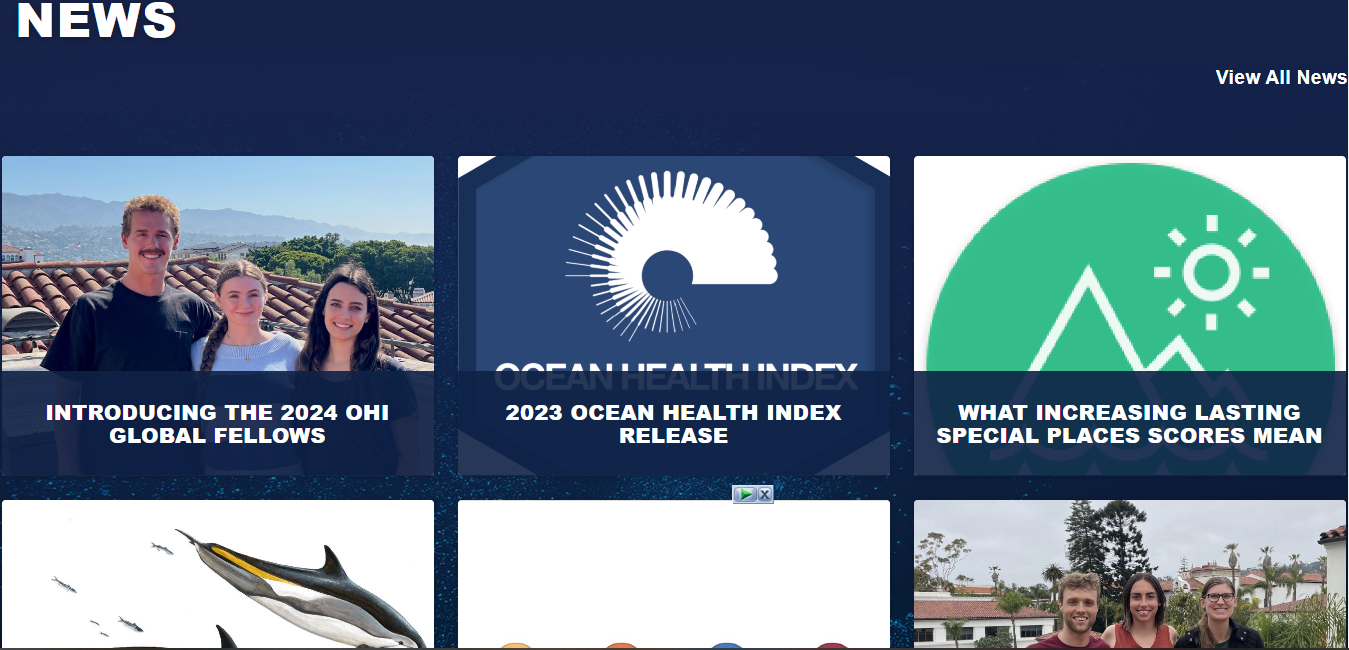 NEWS
View All News
OCEAN HEALTH INDEX
INTRODUCING THE 2024 OHI
GLOBAL FELLOWS
2023 OCEAN HEALTH INDEX
RELEASE
WHAT INCREASING LASTING
SPECIAL PLACES SCORES MEAN